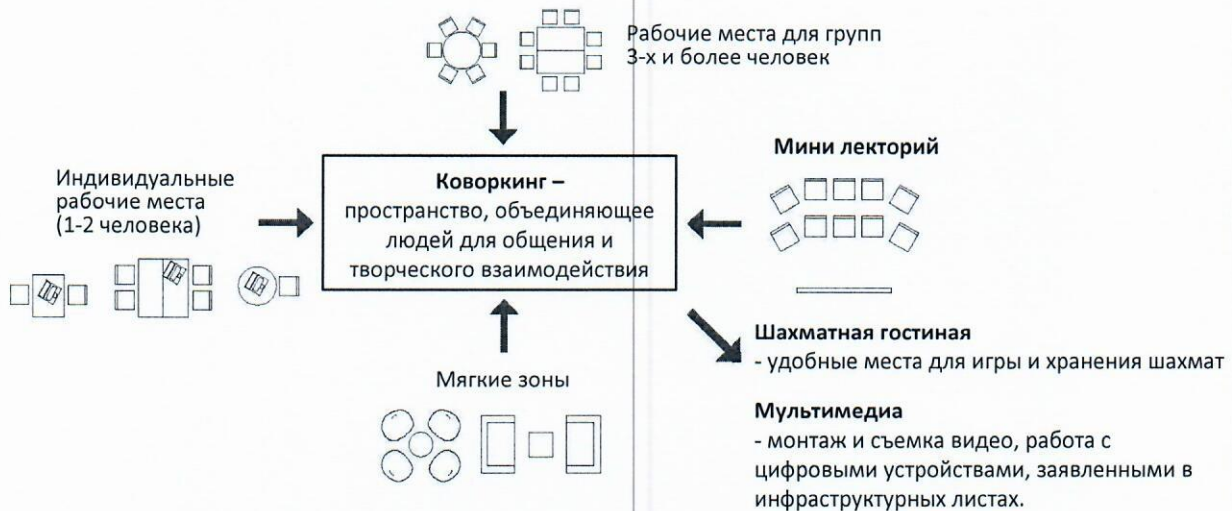 Рабочие места для групп
3-х и более человек
Мини лекторий
Индивидуальные
рабочие места
(1-2 человека)
Коворкинг –
пространство, объединяющее
людей для общения и
творческого взаимодействия
Шахматная гостиная
- удобные места для игры и хранения шахмат
Мягкие зоны
Мультимедиа
- монтаж и съемка видео, работа с
цифровыми устройствами, заявленными в
инфраструктурных листах.